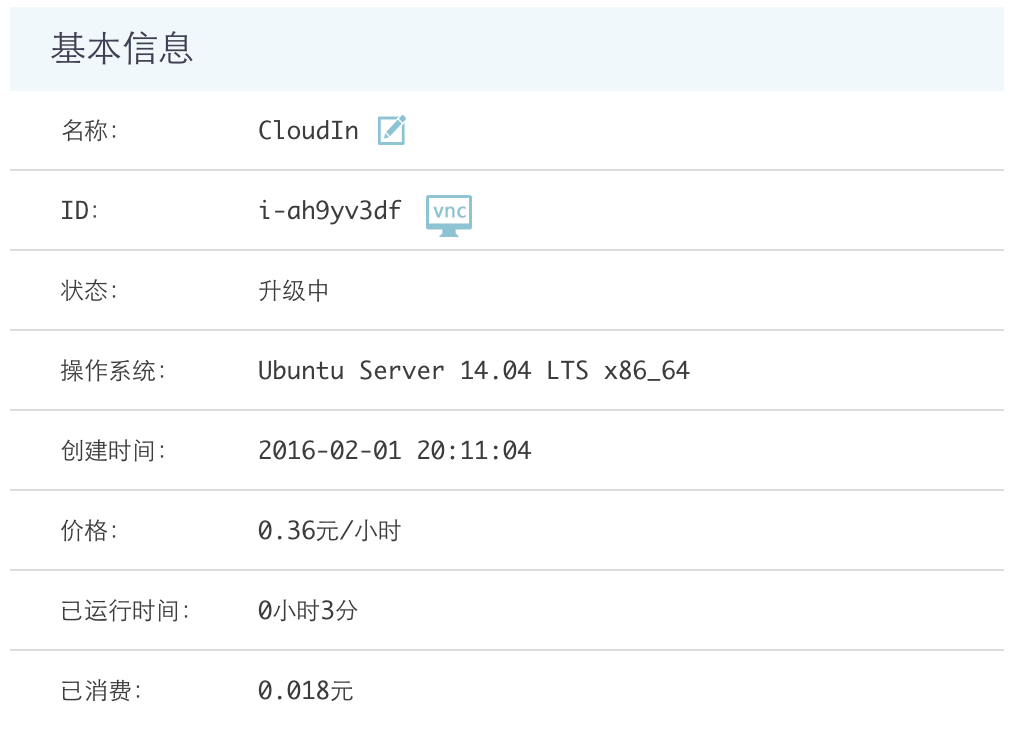 基本信息
名称: CloudIn
ID: i-ah9yv3df vnc
状态: 升级中
操作系统: Ubuntu Server 14.04 LTS x86_64
创建时间: 2016-02-01 20:11:04
价格: 0.36元/小时
已运行时间: 0小时3分
已消费: 0.018元